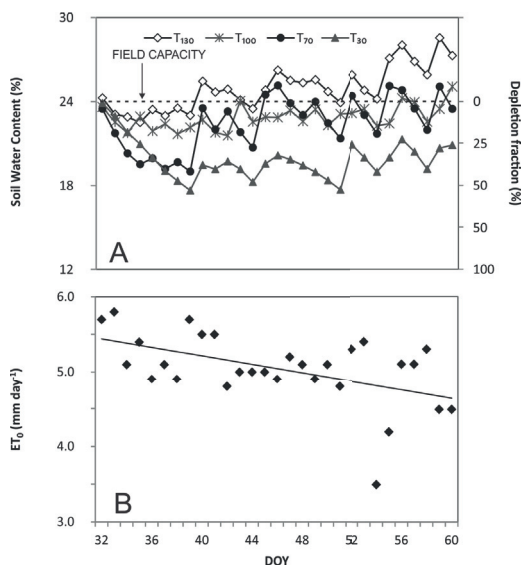 T130 T100 T70 T30
FIELD CAPACITY
Soil Water Content (%)
30
24
18
12
0
25
50
75
100
Depletion fraction (%)
A
ET0 (mm day-1)
6.0
5.0
4.0
3.0
B
32 36 40 44 48 52 56 60
DOY